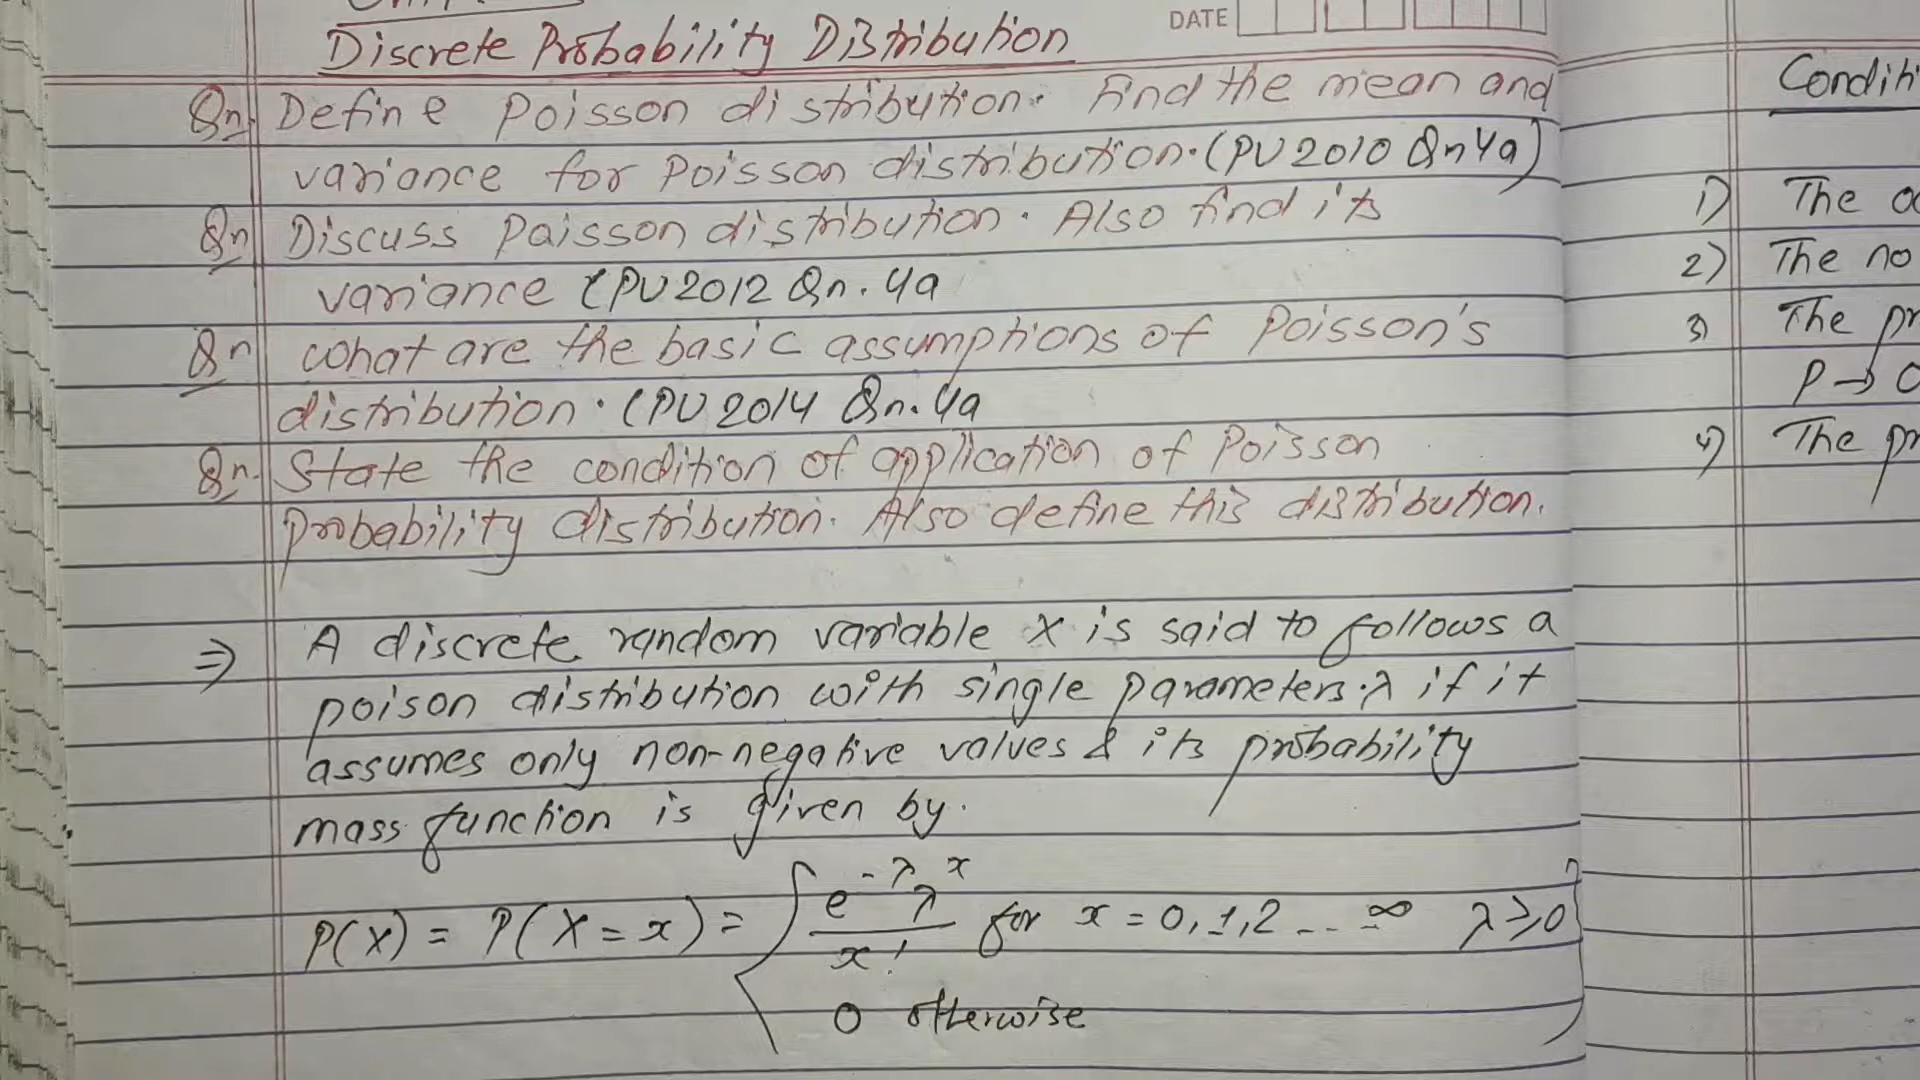 DATE
Discrete Probability Distribution
Qn Define Poisson distribution. Find the mean and
variance for Poisson distribution. (PU 2010 Qn 4a)
Qn Discuss Paisson distribution. Also find its
variance (PU 2012 Qn. 4a
Qn What are the basic assumptions of Poisson's
distribution. (PU 2014 Qn. 4a
Qn. State the condition of application of Poisson
probability distribution. Also define this distribution.
⇒ A discrete random variable X is said to follows a
poison distribution with single parameters. λ if it
assumes only non-negative values & its probability
mass function is given by.
P(X) = P(X = x) = { e^-λ λ^x / x! for x = 0, 1, 2 ... ∞ λ ≥ 0
0 otherwise
1) The
2) The no
3) The pr
P → 0
4) The pr